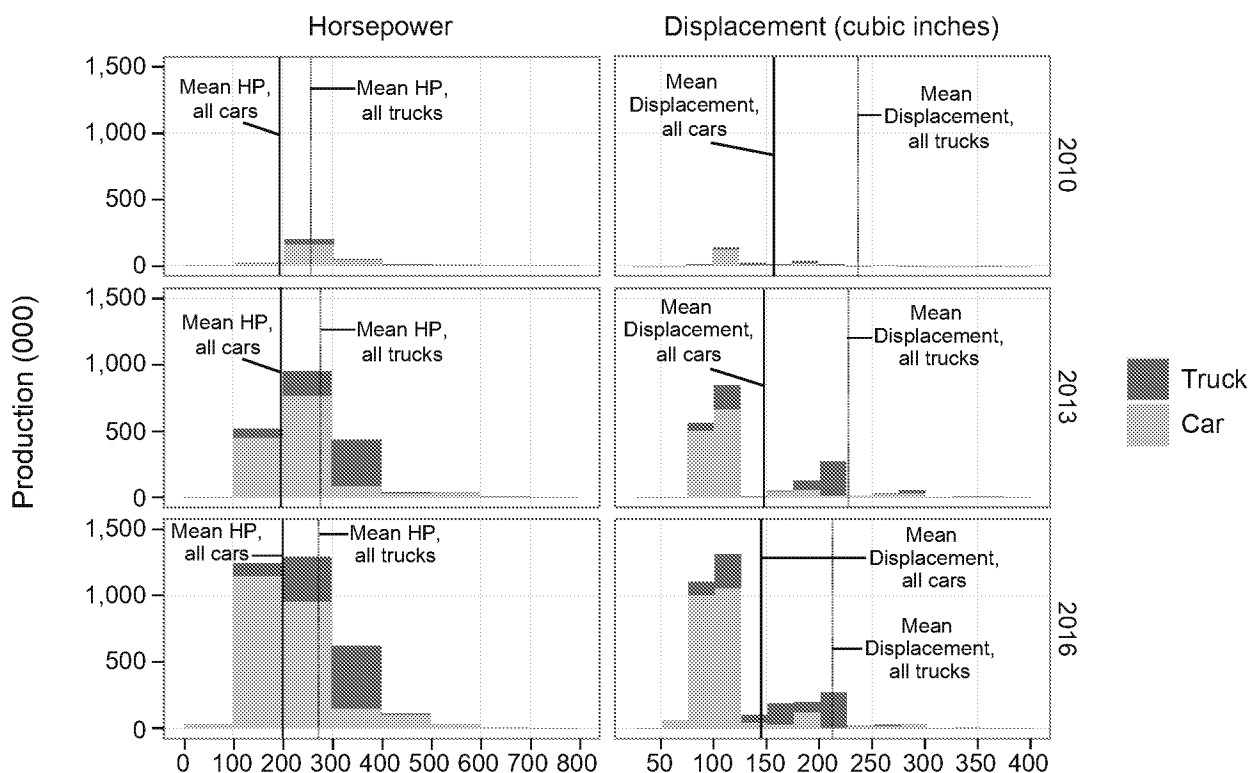 Horsepower
Displacement (cubic inches)
Production (000)
1,500
1,000
500
0
Mean HP,
all cars
Mean HP,
all trucks
Mean
Displacement,
all cars
Mean
Displacement,
all trucks
2010
1,500
1,000
500
0
Mean HP,
all cars
Mean HP,
all trucks
Mean
Displacement,
all cars
Mean
Displacement,
all trucks
2013
1,500
1,000
500
0
Mean HP,
all cars
Mean HP,
all trucks
Mean
Displacement,
all cars
Mean
Displacement,
all trucks
2016
0 100 200 300 400 500 600 700 800
50 100 150 200 250 300 350 400
Truck
Car